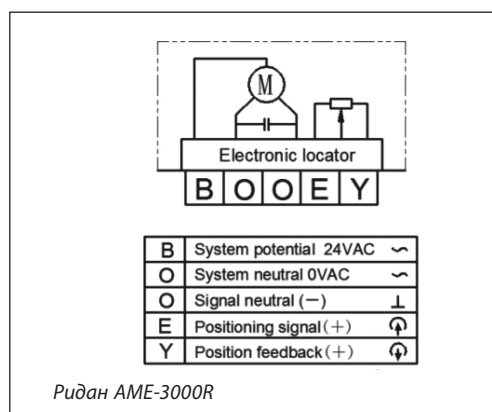 M
Electronic locator
B O O E Y
B System potential 24VAC ∽
O System neutral 0VAC ∽
O Signal neutral (−) ⊥
E Positioning signal (+)
Y Position feedback (+)
Ридан AME-3000R